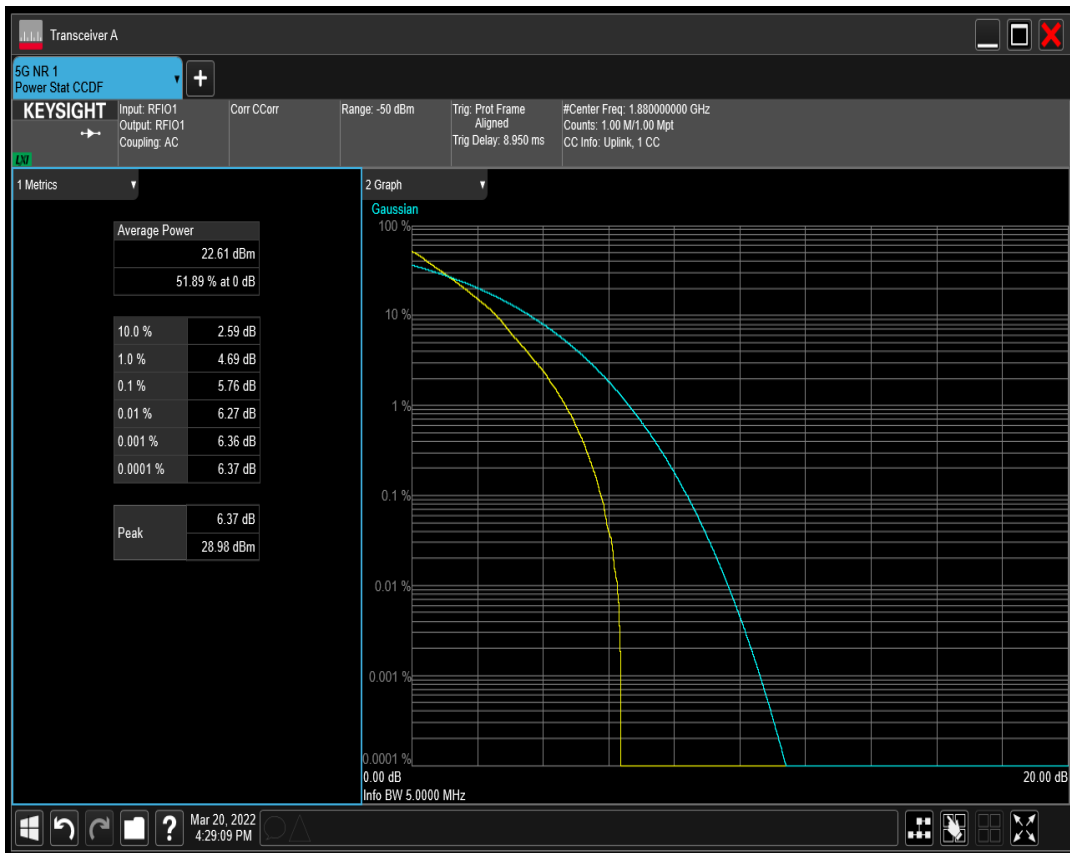 Transceiver A
5G NR 1
Power Stat CCDF
+
KEYSIGHT
LXI
Input: RFIO1
Output: RFIO1
Coupling: AC
Corr CCorr
Range: -50 dBm
Trig: Prot Frame
Aligned
Trig Delay: 8.950 ms
#Center Freq: 1.880000000 GHz
Counts: 1.00 M/1.00 Mpt
CC Info: Uplink, 1 CC
1 Metrics
Average Power
22.61 dBm
51.89 % at 0 dB
10.0 % 2.59 dB
1.0 % 4.69 dB
0.1 % 5.76 dB
0.01 % 6.27 dB
0.001 % 6.36 dB
0.0001 % 6.37 dB
Peak
6.37 dB
28.98 dBm
2 Graph
Gaussian
100 %
10 %
1 %
0.1 %
0.01 %
0.001 %
0.0001 %
0.00 dB 20.00 dB
Info BW 5.0000 MHz
?
Mar 20, 2022
4:29:09 PM